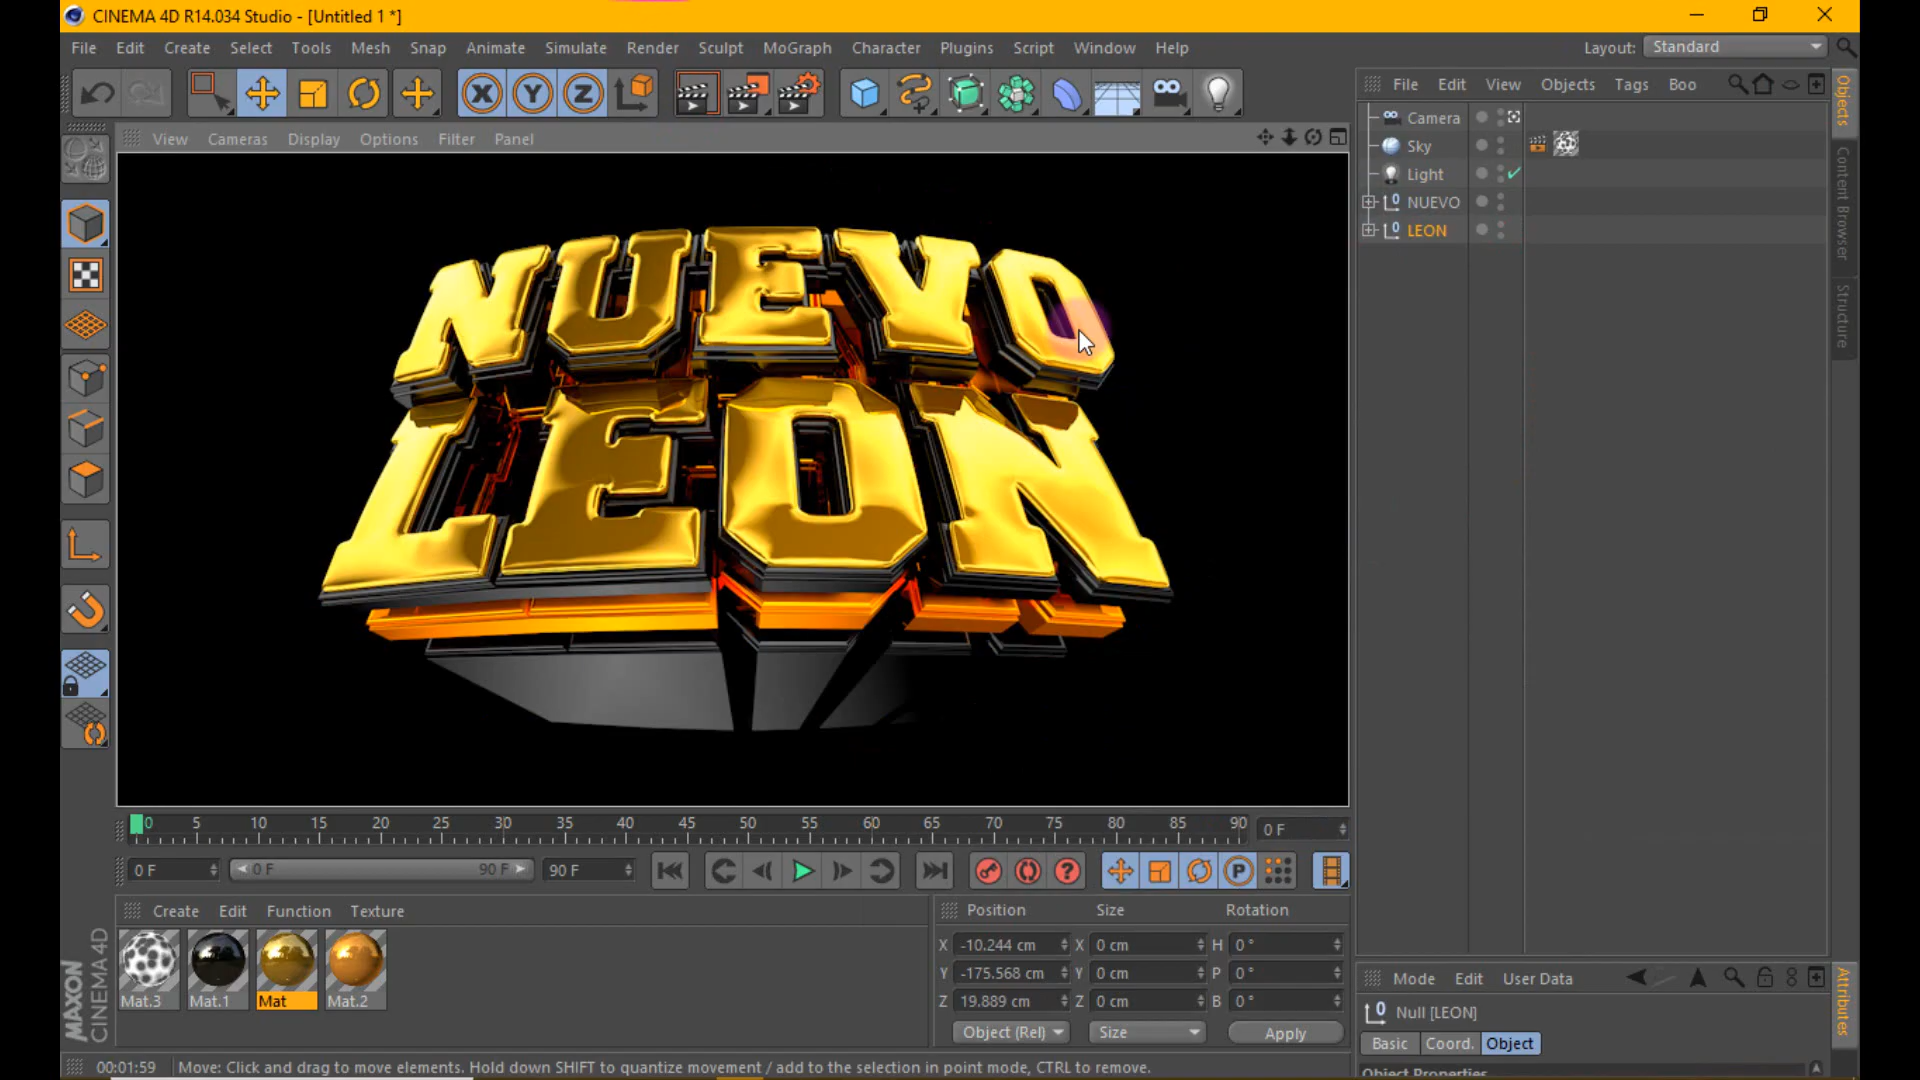 CINEMA 4D R14.034 Studio - [Untitled 1 *]
File Edit Create Select Tools Mesh Snap Animate Simulate Render Sculpt MoGraph Character Plugins Script Window Help
Layout: Standard
X Y Z
File Edit View Objects Tags Boo
View Cameras Display Options Filter Panel
Camera
Sky
Light
NUEVO
LEON
Objects
Content Browser
Structure
NUEVO
LEON
0 5 10 15 20 25 30 35 40 45 50 55 60 65 70 75 80 85 90 0 F
0 F 0 F 90 F 90 F P
Create Edit Function Texture
Mat.3 Mat.1 Mat Mat.2
Position Size Rotation
X -10.244 cm X 0 cm H 0 °
Y -175.568 cm Y 0 cm P 0 °
Z 19.889 cm Z 0 cm B 0 °
Object (Rel) Size Apply
Mode Edit User Data
Null [LEON]
Basic Coord. Object
Object Properties
Attributes
MAXON
CINEMA 4D
00:01:59 Move: Click and drag to move elements. Hold down SHIFT to quantize movement / add to the selection in point mode, CTRL to remove.